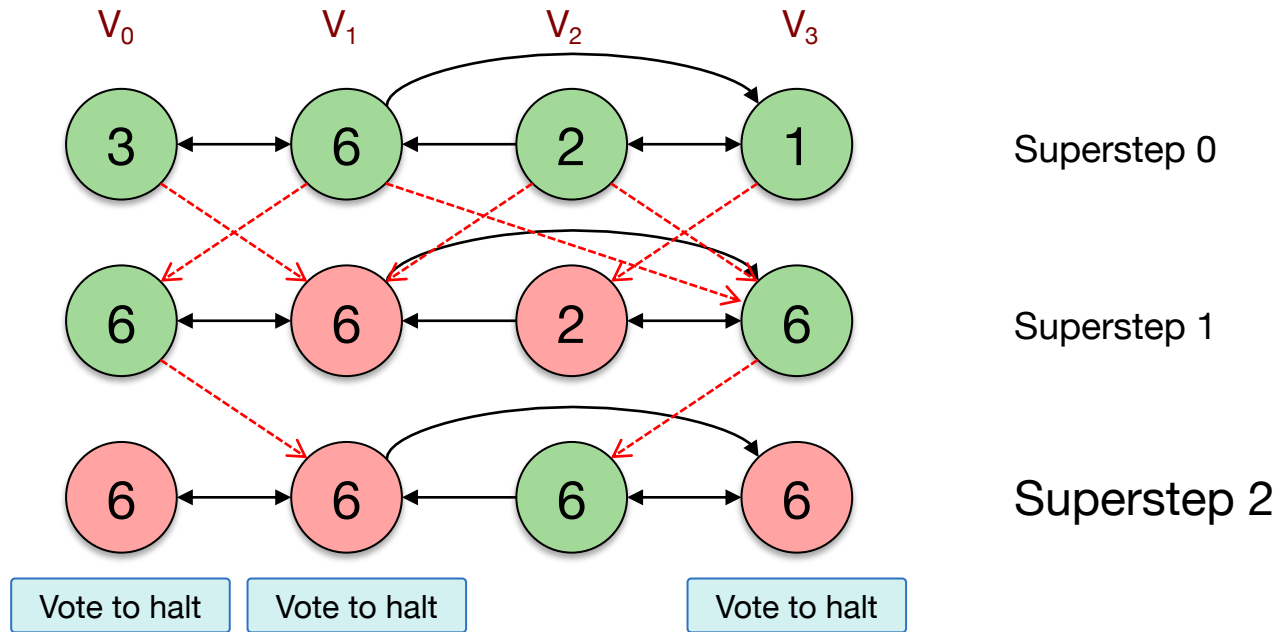 V₀ V₁ V₂ V₃
3 6 2 1 Superstep 0
6 6 2 6 Superstep 1
6 6 6 6 Superstep 2
Vote to halt Vote to halt Vote to halt